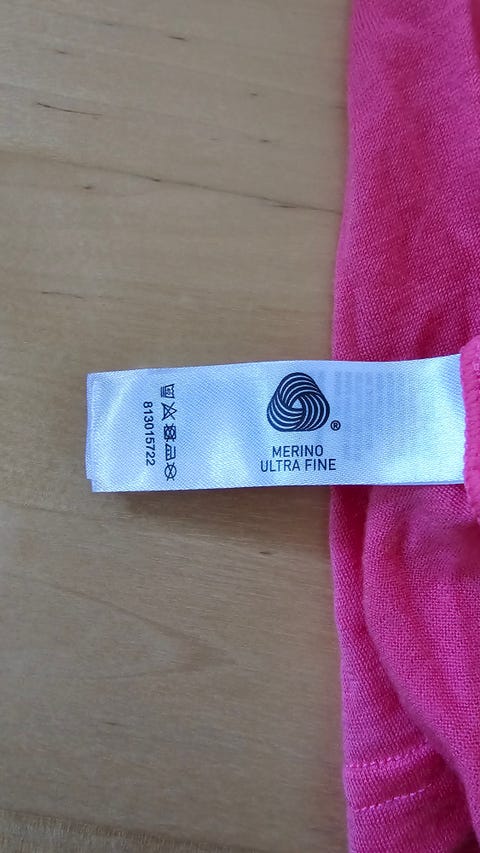 ®
MERINO
ULTRA FINE
813015722